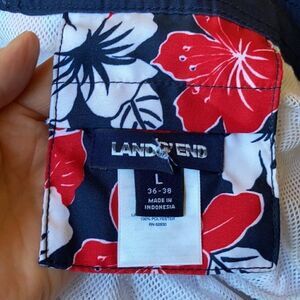 LANDS' END
L
36-38
MADE IN
INDONESIA
100% POLYESTER